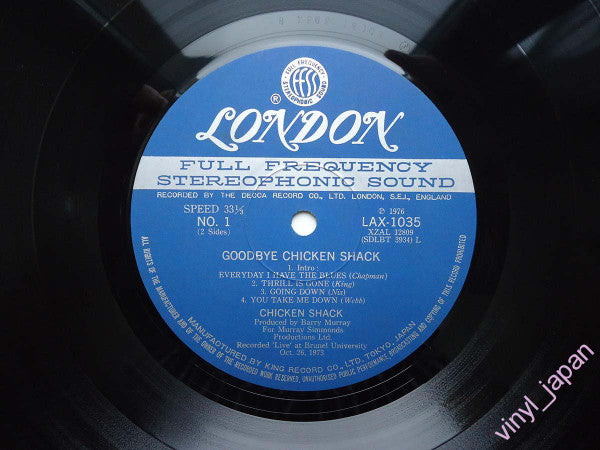 FULL FREQUENCY
ffss
STEREOPHONIC SOUND
®
LONDON
FULL FREQUENCY
STEREOPHONIC SOUND
RECORDED BY THE DECCA RECORD CO., LTD. LONDON, S.E.I., ENGLAND
SPEED 33⅓
NO. 1
(2 Sides)
℗ 1976
LAX-1035
XZAL 12809
(SDLBT 3934) L
GOODBYE CHICKEN SHACK
1. Intro:
EVERYDAY I HAVE THE BLUES (Chapman)
2. THRILL IS GONE (King)
3. GOING DOWN (Nix)
4. YOU TAKE ME DOWN (Webb)
CHICKEN SHACK
Produced by Barry Murray
For Murray Simmonds
Productions Ltd.
Recorded 'Live' at Brunel University
Oct. 26, 1973
MANUFACTURED BY KING RECORD CO., LTD. TOKYO, JAPAN
ALL RIGHTS OF THE MANUFACTURER AND OF THE OWNER OF THE RECORDED WORK RESERVED. UNAUTHORISED PUBLIC PERFORMANCE, BROADCASTING AND COPYING OF THIS RECORD PROHIBITED
vinyl_japan